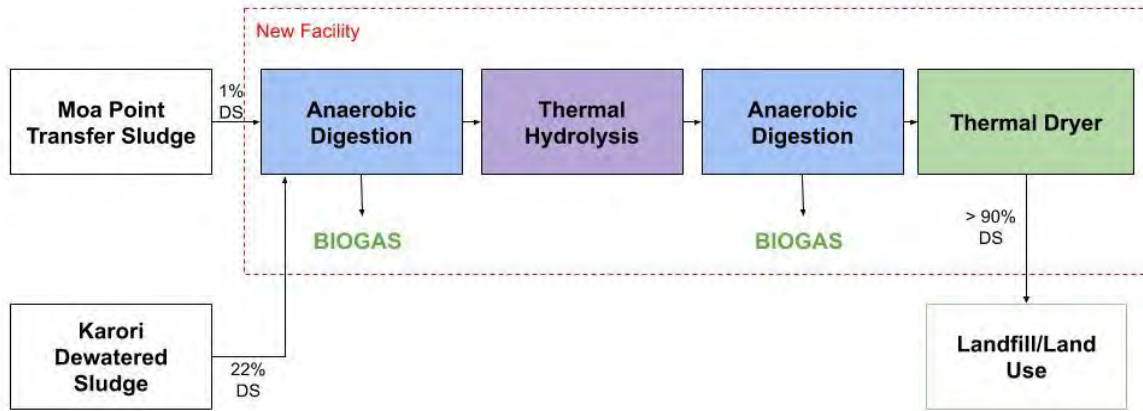 New Facility
Moa Point
Transfer Sludge
1%
DS
Anaerobic
Digestion
Thermal
Hydrolysis
Anaerobic
Digestion
Thermal Dryer
BIOGAS
BIOGAS
> 90%
DS
Karori
Dewatered
Sludge
22%
DS
Landfill/Land
Use